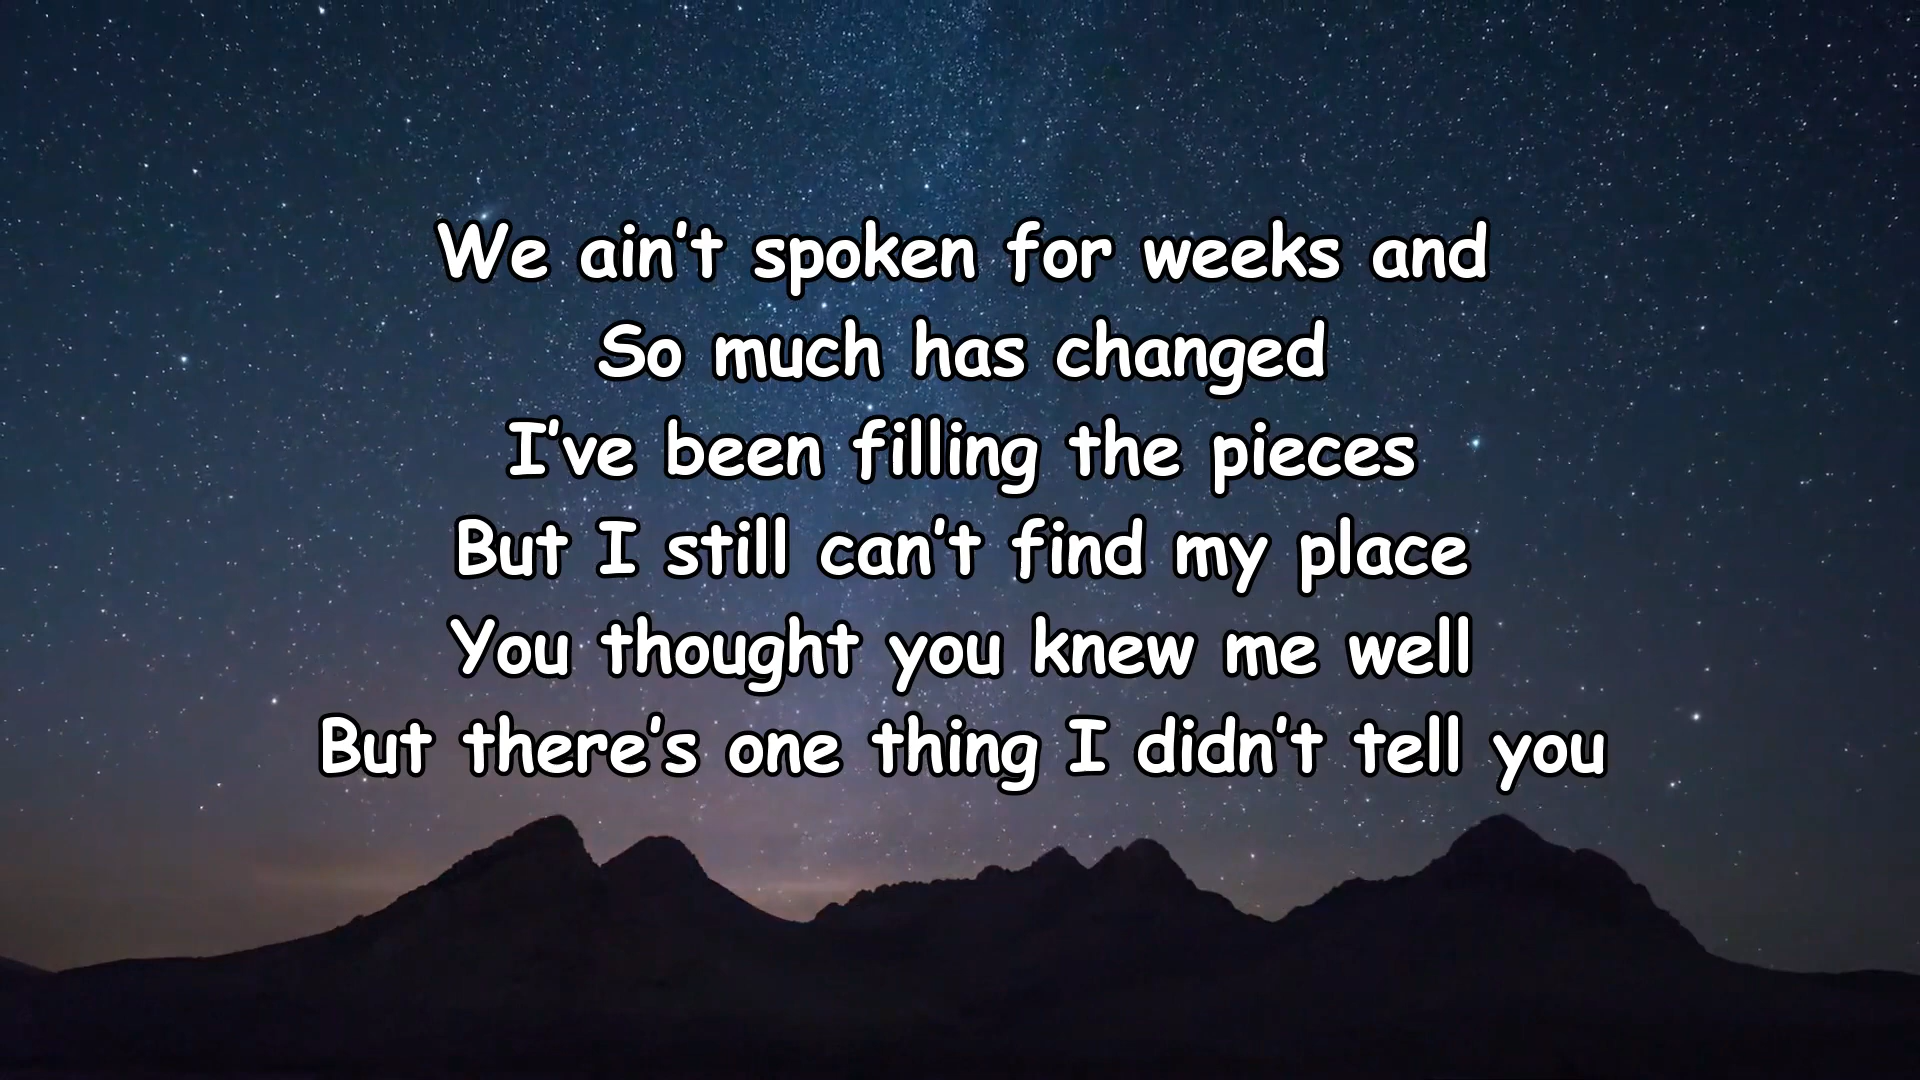 We ain't spoken for weeks and
So much has changed
I've been filling the pieces
But I still can't find my place
You thought you knew me well
But there's one thing I didn't tell you